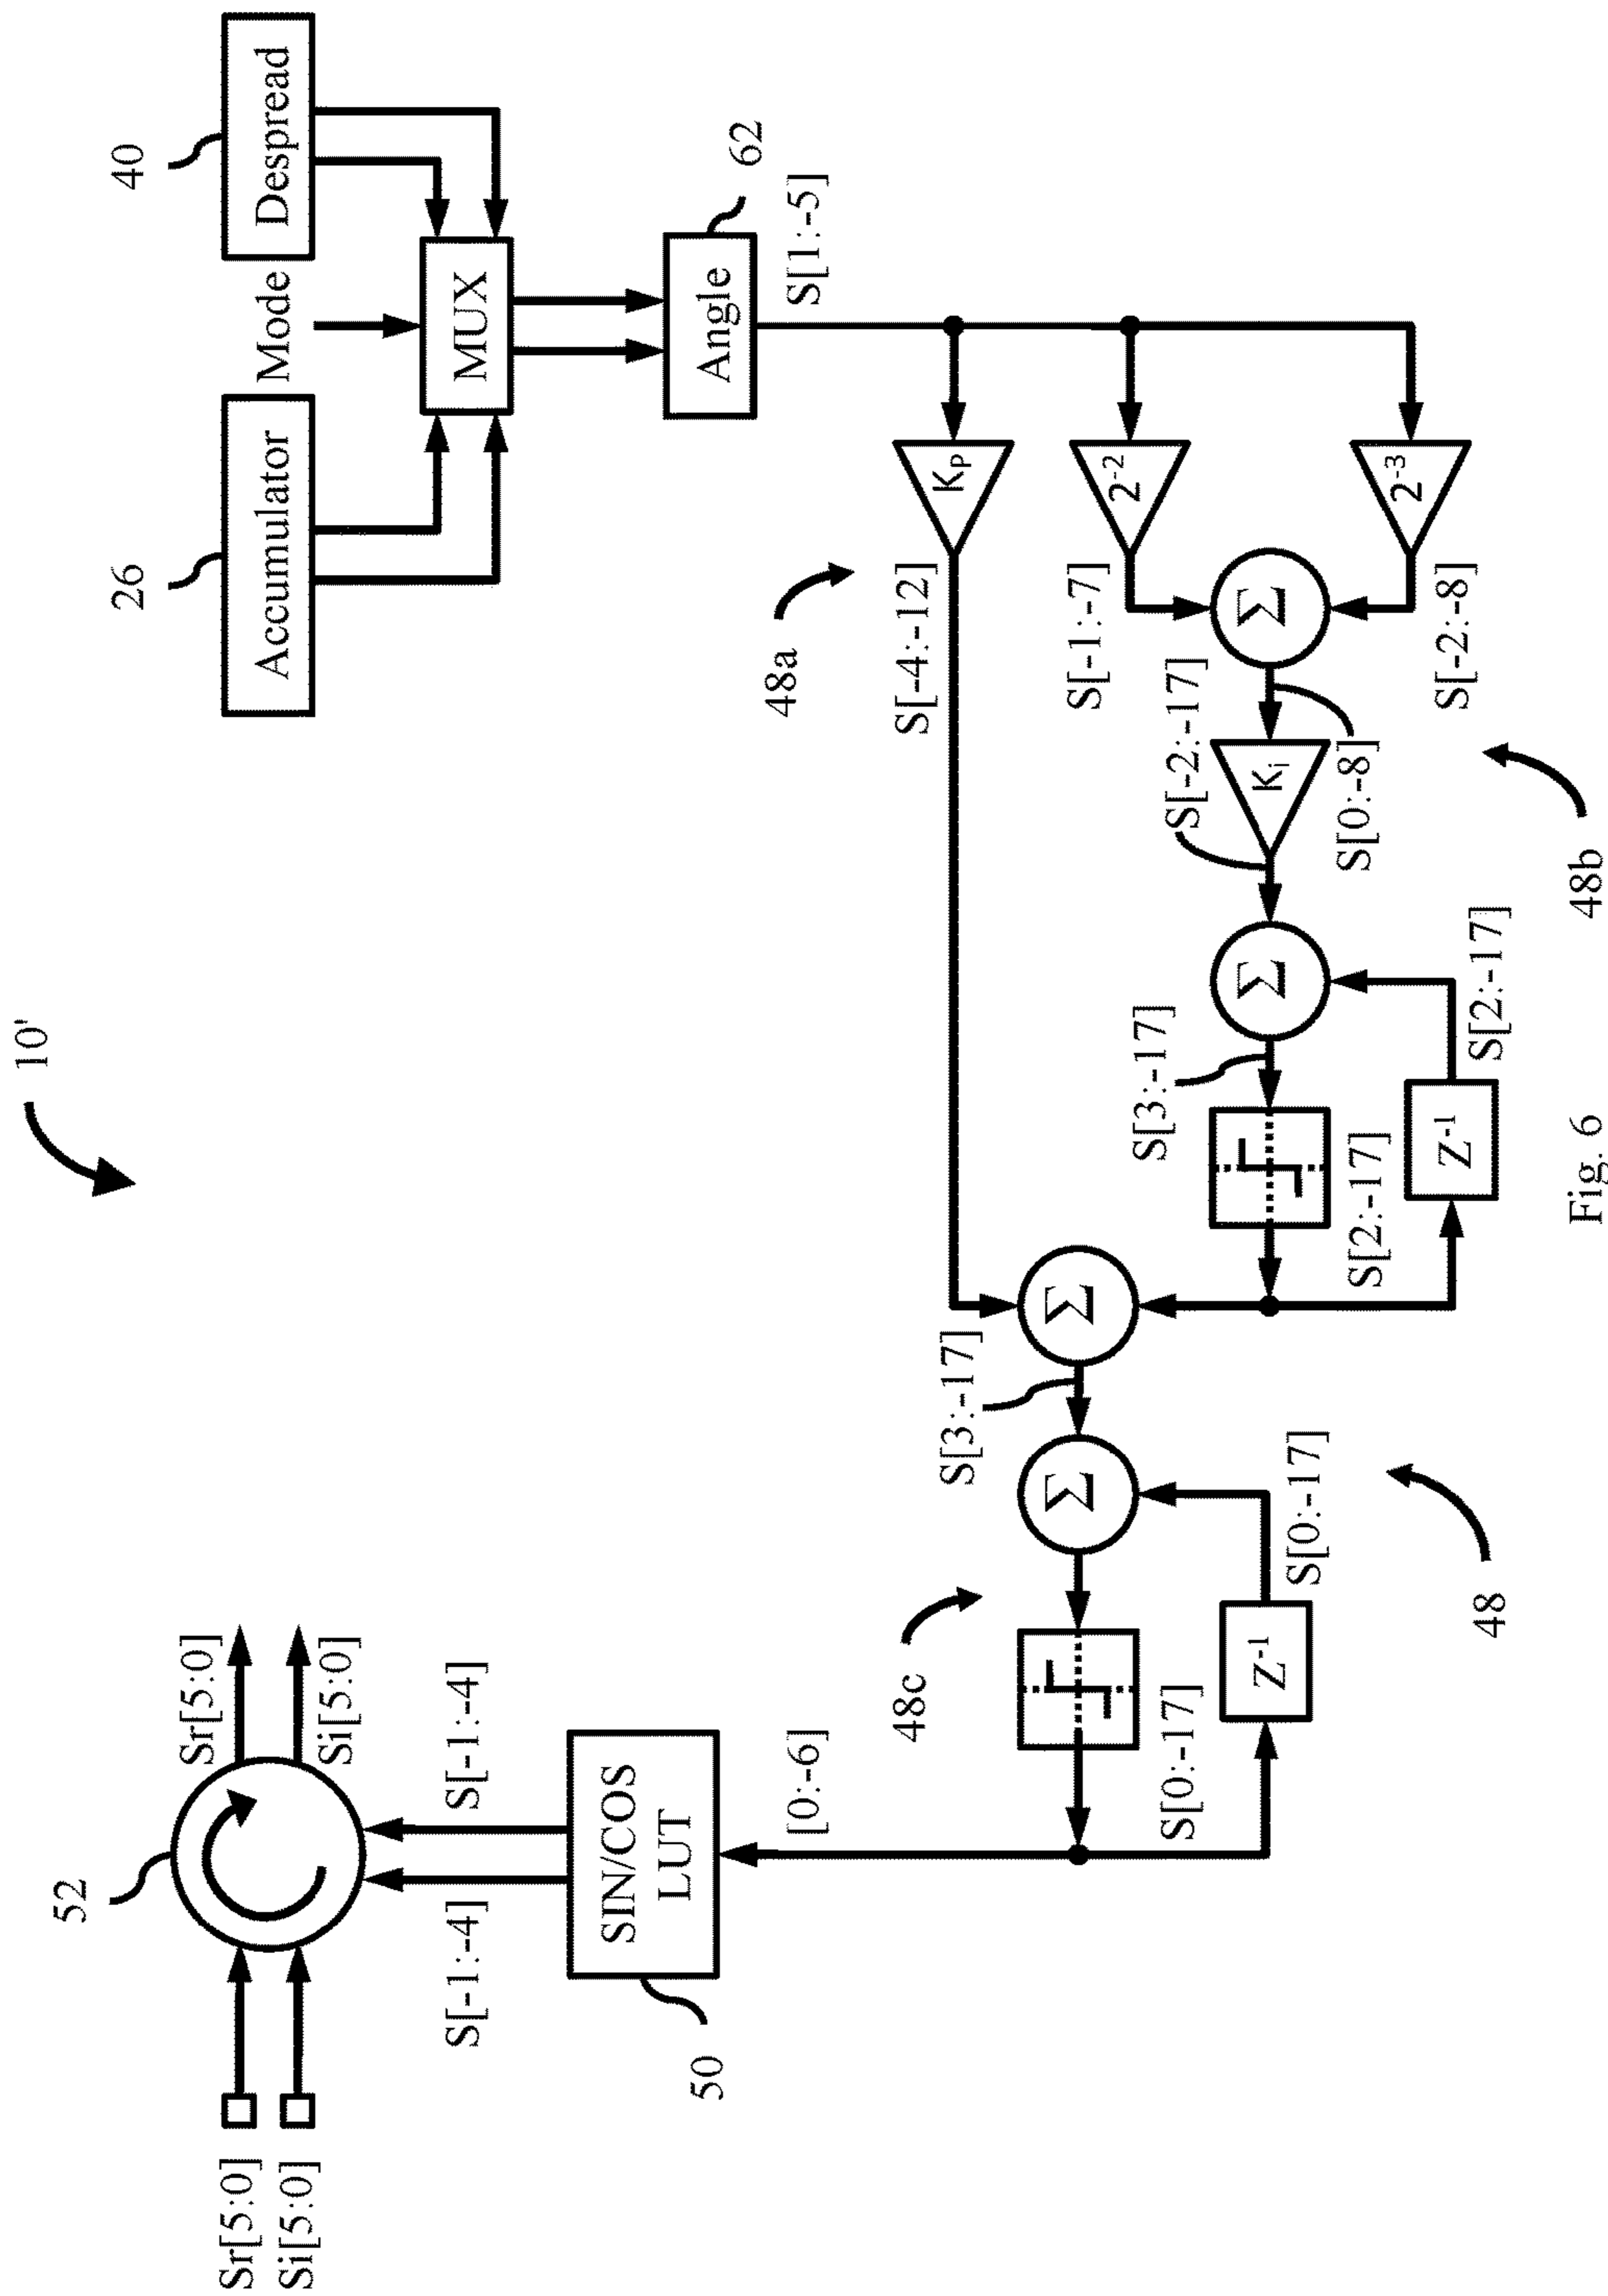 10'
Sr[5:0]
Si[5:0]
52
Sr[5:0]
Si[5:0]
S[-1:-4]
S[-1:-4]
SIN/COS
LUT
50
[0:-6]
48c
S[0:-17]
Z-1
S[0:-17]
48
S[3:-17]
Σ
Σ
26
Accumulator
Mode
40
Despread
MUX
Angle
62
S[1:-5]
48a
S[-4:-12]
KP
2-2
2-3
S[-1:-7]
S[-2:-8]
Σ
S[-2:-17]
Ki
S[0:-8]
48b
Σ
S[3:-17]
S[2:-17]
Z-1
S[2:-17]
Fig. 6